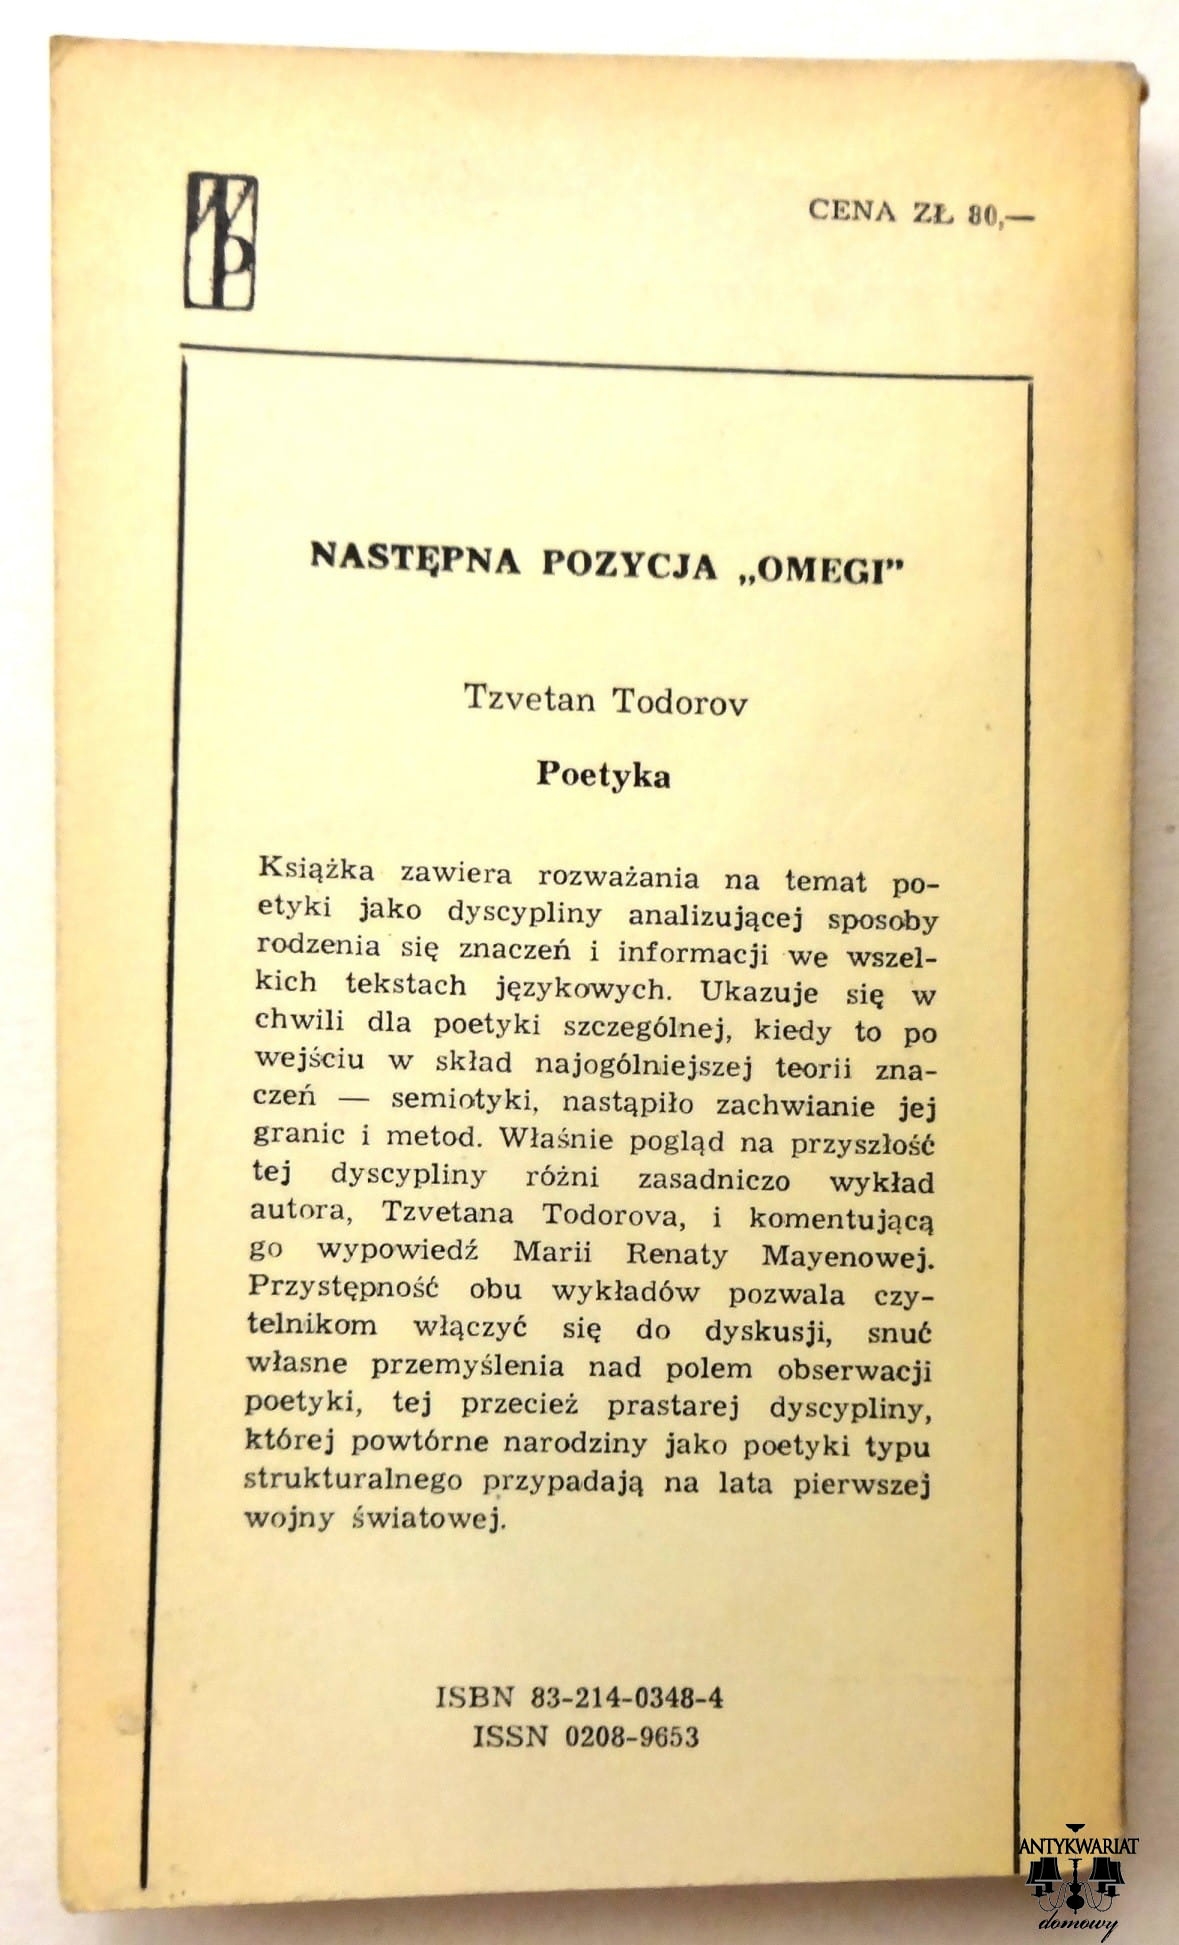 WP
CENA ZŁ 80,—
NASTĘPNA POZYCJA „OMEGI”
Tzvetan Todorov
Poetyka
Książka zawiera rozważania na temat po-
etyki jako dyscypliny analizującej sposoby
rodzenia się znaczeń i informacji we wszel-
kich tekstach językowych. Ukazuje się w
chwili dla poetyki szczególnej, kiedy to po
wejściu w skład najogólniejszej teorii zna-
czeń — semiotyki, nastąpiło zachwianie jej
granic i metod. Właśnie pogląd na przyszłość
tej dyscypliny różni zasadniczo wykład
autora, Tzvetana Todorova, i komentującą
go wypowiedź Marii Renaty Mayenowej.
Przystępność obu wykładów pozwala czy-
telnikom włączyć się do dyskusji, snuć
własne przemyślenia nad polem obserwacji
poetyki, tej przecież prastarej dyscypliny,
której powtórne narodziny jako poetyki typu
strukturalnego przypadają na lata pierwszej
wojny światowej.
ISBN 83-214-0348-4
ISSN 0208-9653
ANTYKWARIAT
domowy